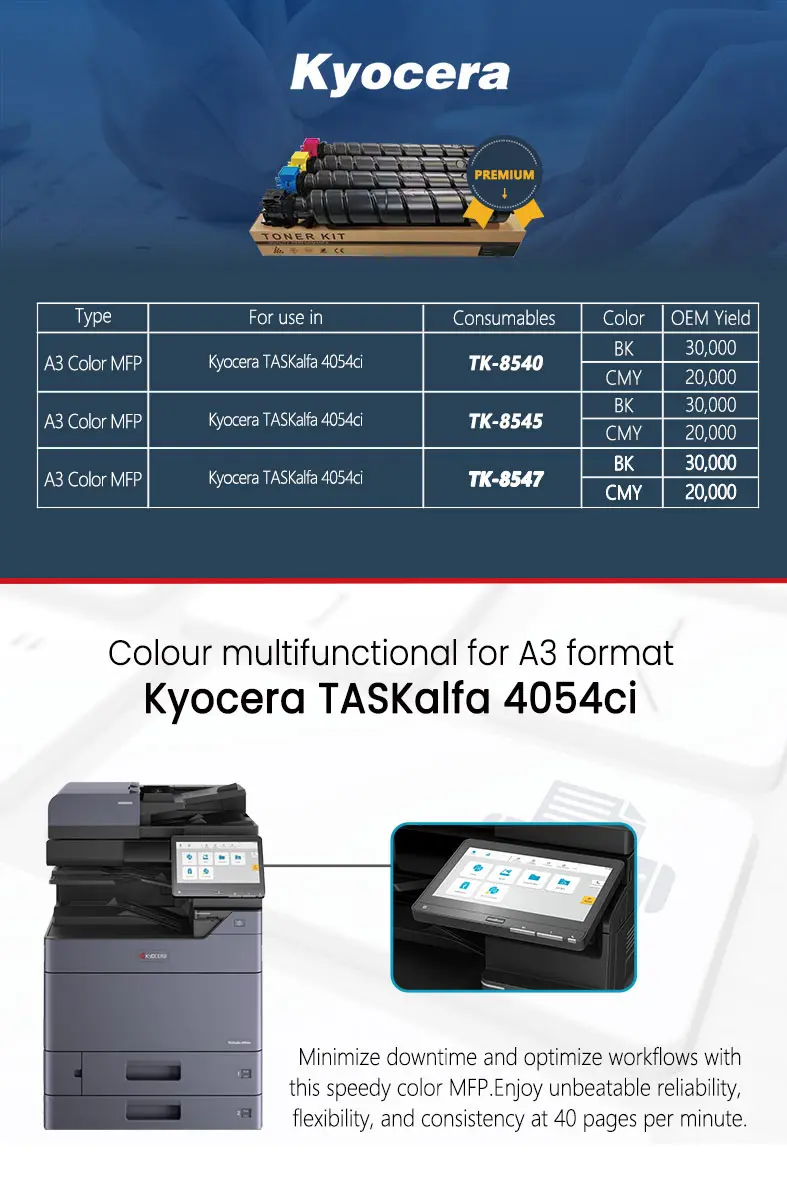 Kyocera
PREMIUM
TONER KIT
Type For use in Consumables Color OEM Yield
A3 Color MFP Kyocera TASKalfa 4054ci TK-8540 BK 30,000
CMY 20,000
A3 Color MFP Kyocera TASKalfa 4054ci TK-8545 BK 30,000
CMY 20,000
A3 Color MFP Kyocera TASKalfa 4054ci TK-8547 BK 30,000
CMY 20,000
Colour multifunctional for A3 format
Kyocera TASKalfa 4054ci
KYOCERA
Minimize downtime and optimize workflows with
this speedy color MFP.Enjoy unbeatable reliability,
flexibility, and consistency at 40 pages per minute.